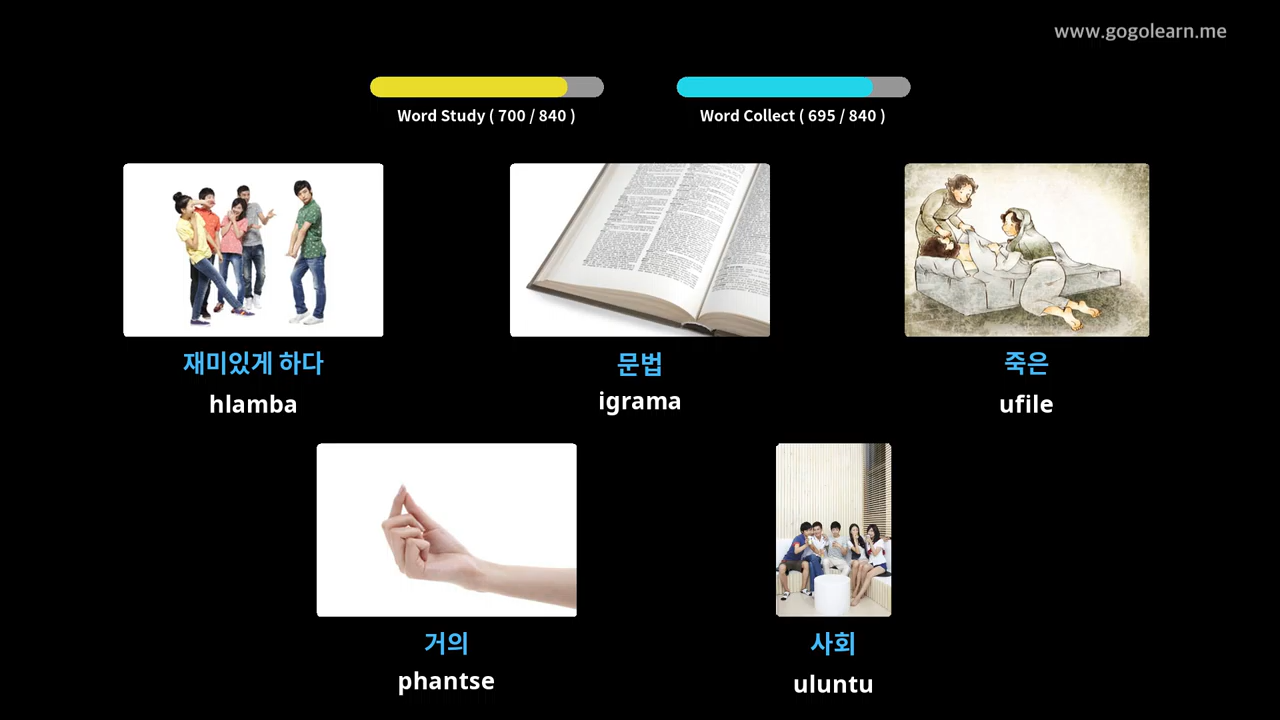 www.gogolearn.me
Word Study ( 700 / 840 )
Word Collect ( 695 / 840 )
재미있게 하다
hlamba
문법
igrama
죽은
ufile
거의
phantse
사회
uluntu